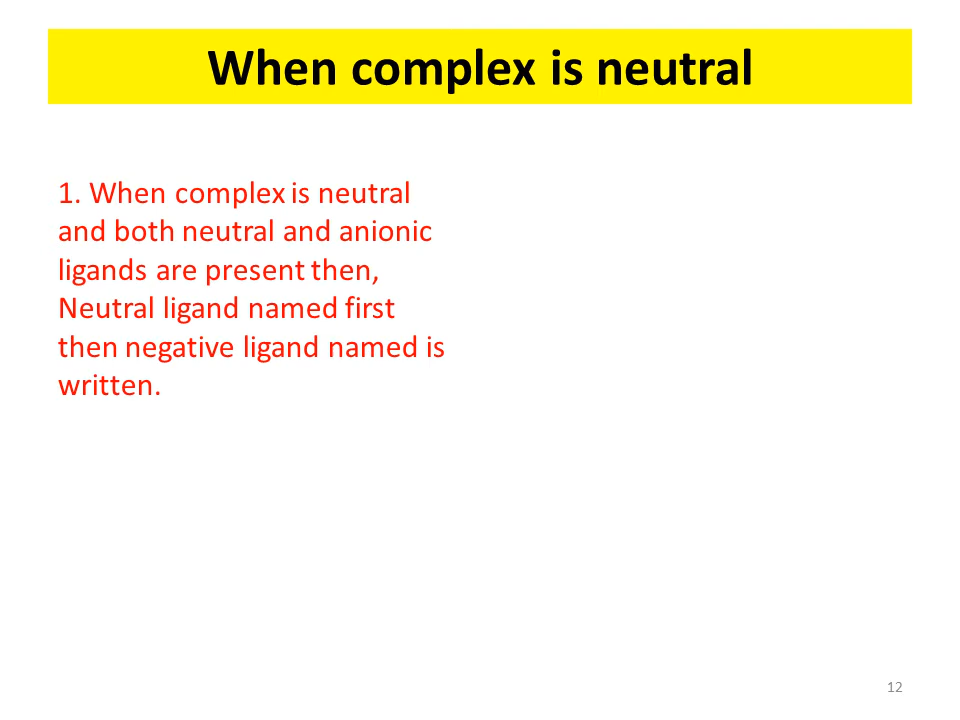 When complex is neutral
1. When complex is neutral
and both neutral and anionic
ligands are present then,
Neutral ligand named first
then negative ligand named is
written.
12